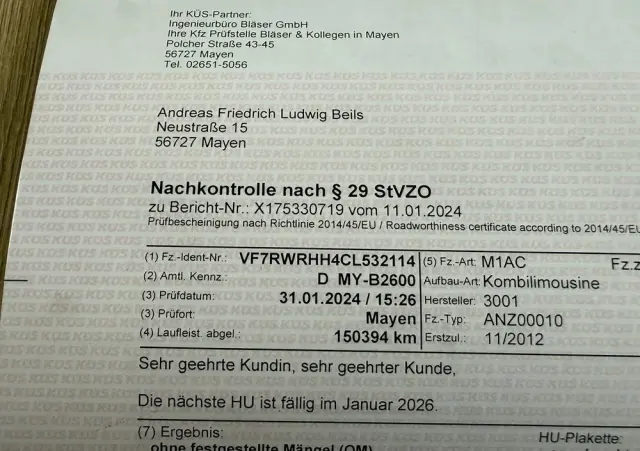 Ihr KÜS-Partner:
Ingenieurbüro Bläser GmbH
Ihre Kfz Prüfstelle Bläser & Kollegen in Mayen
Polcher Straße 43-45
56727 Mayen
Tel. 02651-5056
Andreas Friedrich Ludwig Beils
Neustraße 15
56727 Mayen
Nachkontrolle nach § 29 StVZO
zu Bericht-Nr.: X175330719 vom 11.01.2024
Prüfbescheinigung nach Richtlinie 2014/45/EU / Roadworthiness certificate according to 2014/45/EU
(1) Fz.-Ident-Nr.: VF7RWRHH4CL532114 (5) Fz.-Art: M1AC Fz.z
(2) Amtl. Kennz.: D MY-B2600 Aufbau-Art: Kombilimousine
(3) Prüfdatum: 31.01.2024 / 15:26 Hersteller: 3001
(3) Prüfort: Mayen Fz.-Typ: ANZ00010
(4) Laufleist. abgel.: 150394 km Erstzul.: 11/2012
Sehr geehrte Kundin, sehr geehrter Kunde,
Die nächste HU ist fällig im Januar 2026.
(7) Ergebnis: HU-Plakette:
ohne festgestellte Mängel (OM)